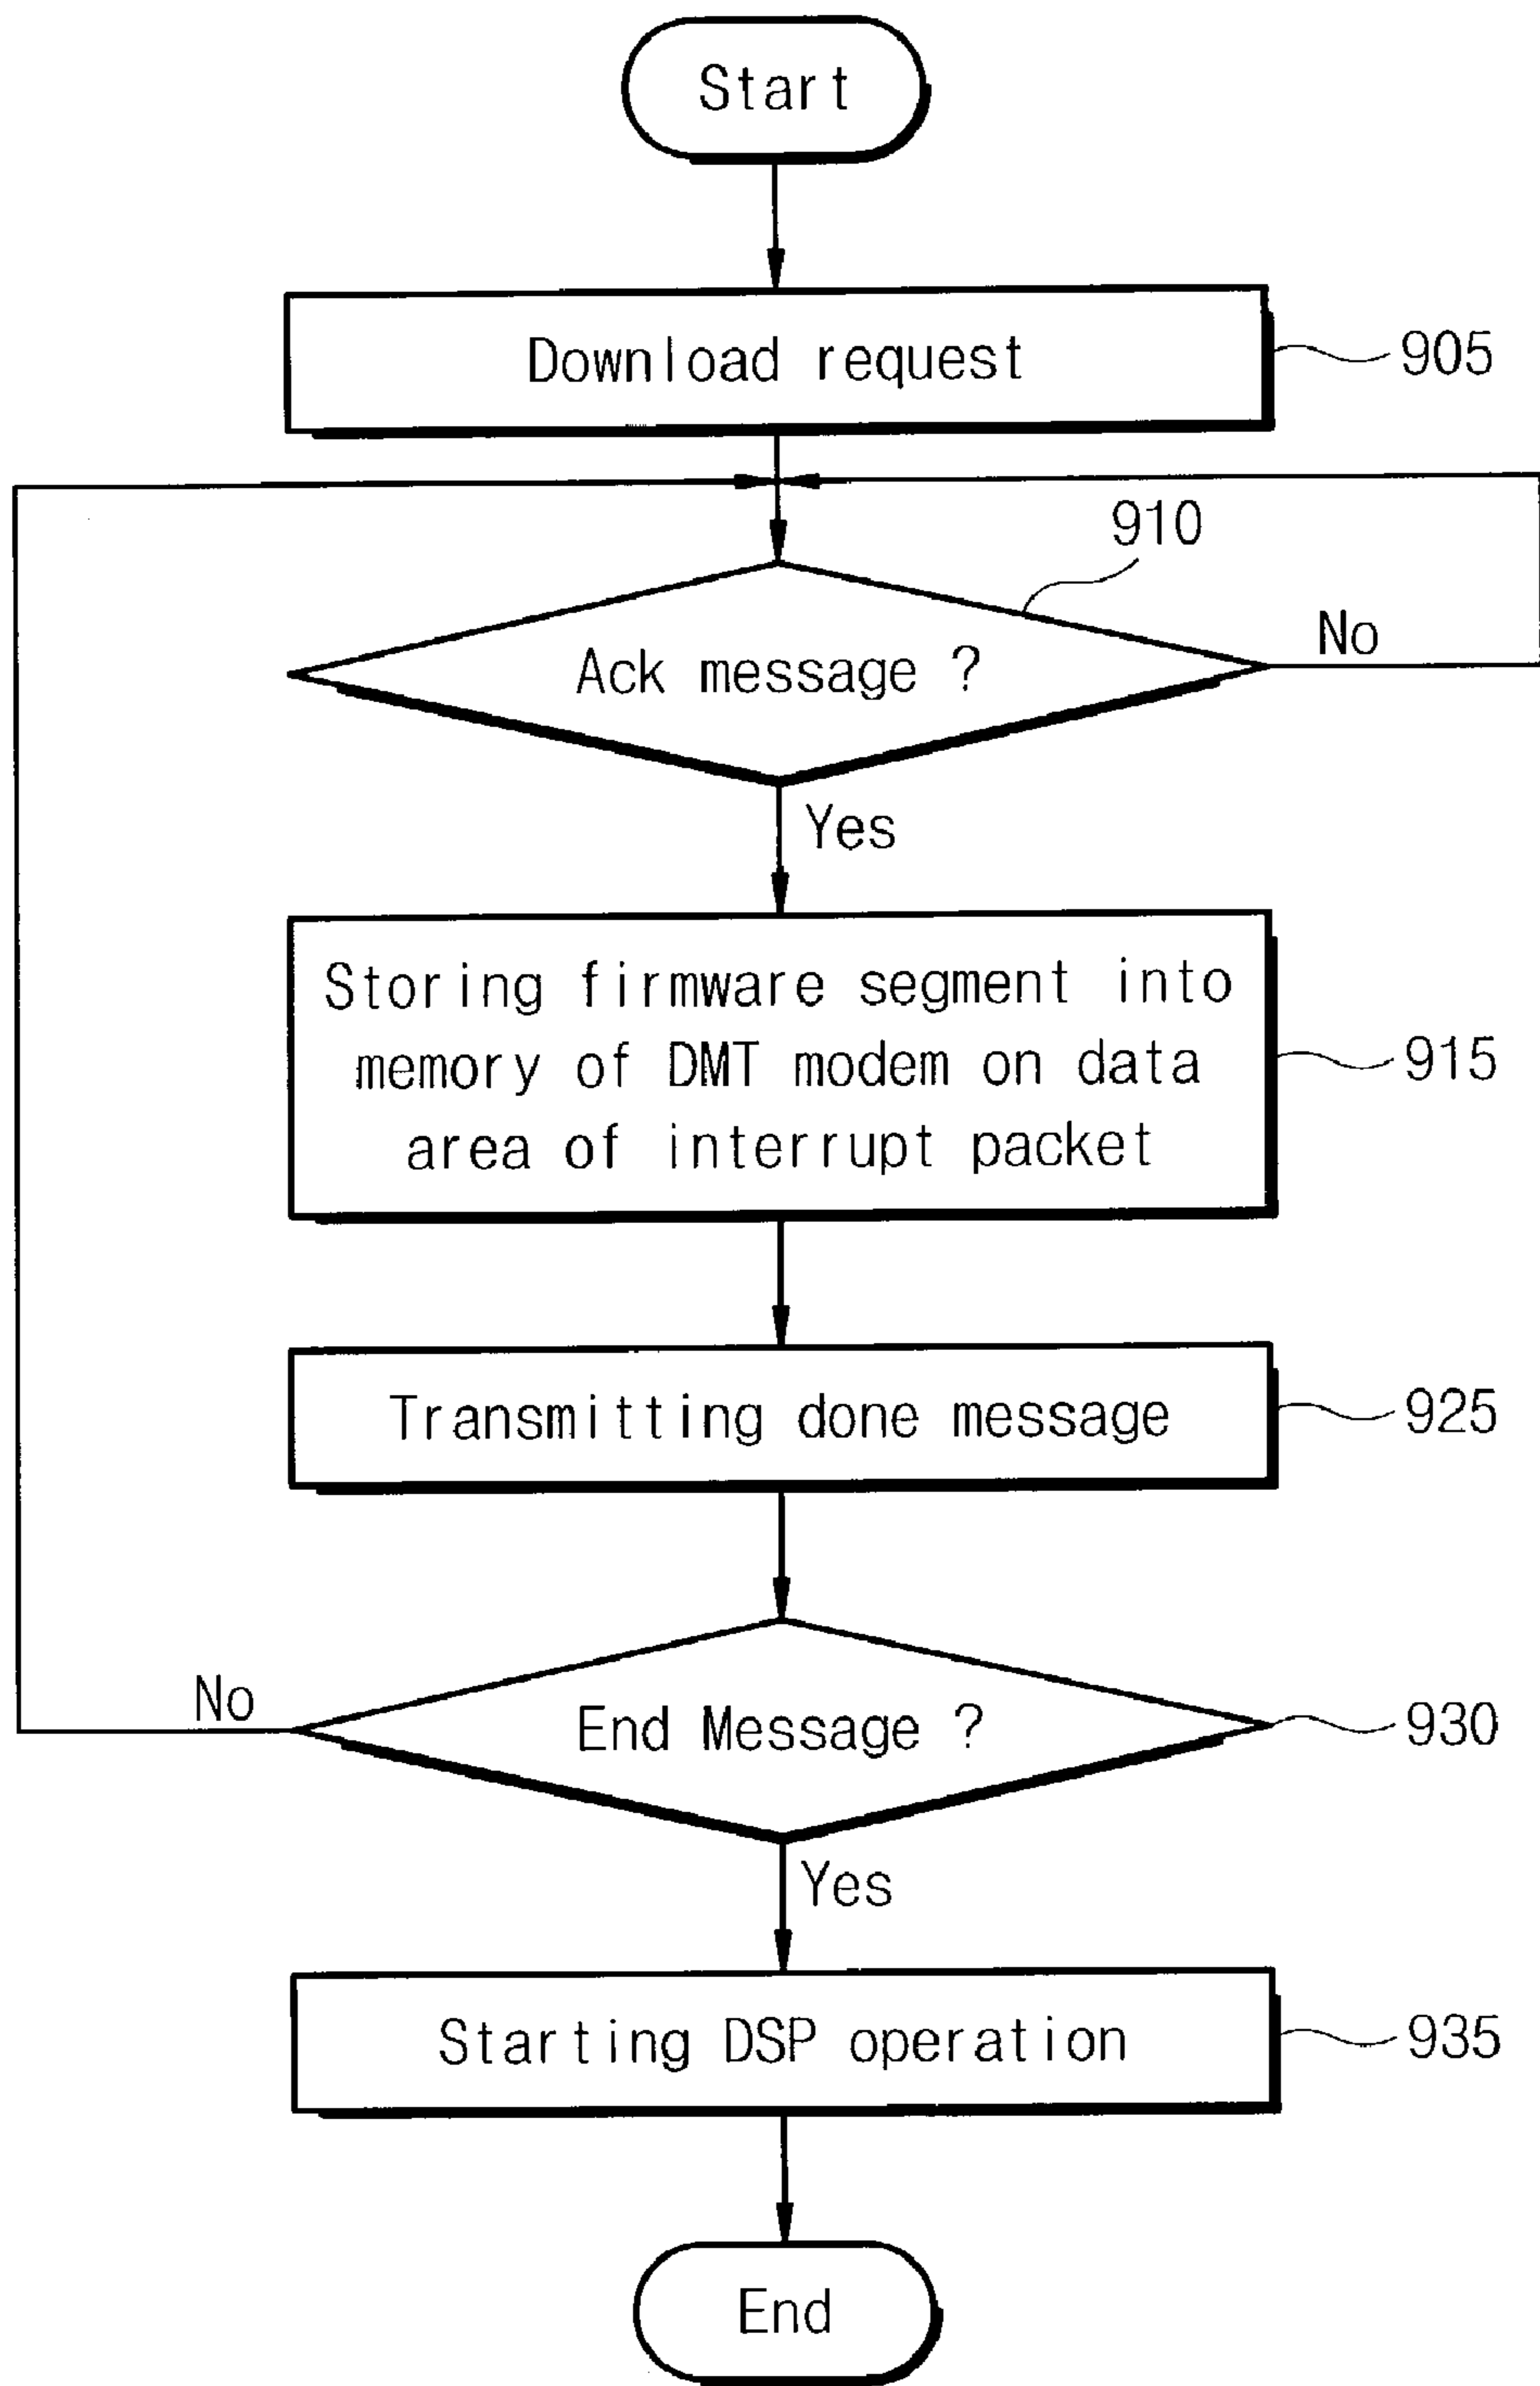 Start
Download request
905
910
Ack message ?
No
Yes
Storing firmware segment into
memory of DMT modem on data
area of interrupt packet
915
Transmitting done message
925
No
End Message ?
930
Yes
Starting DSP operation
935
End